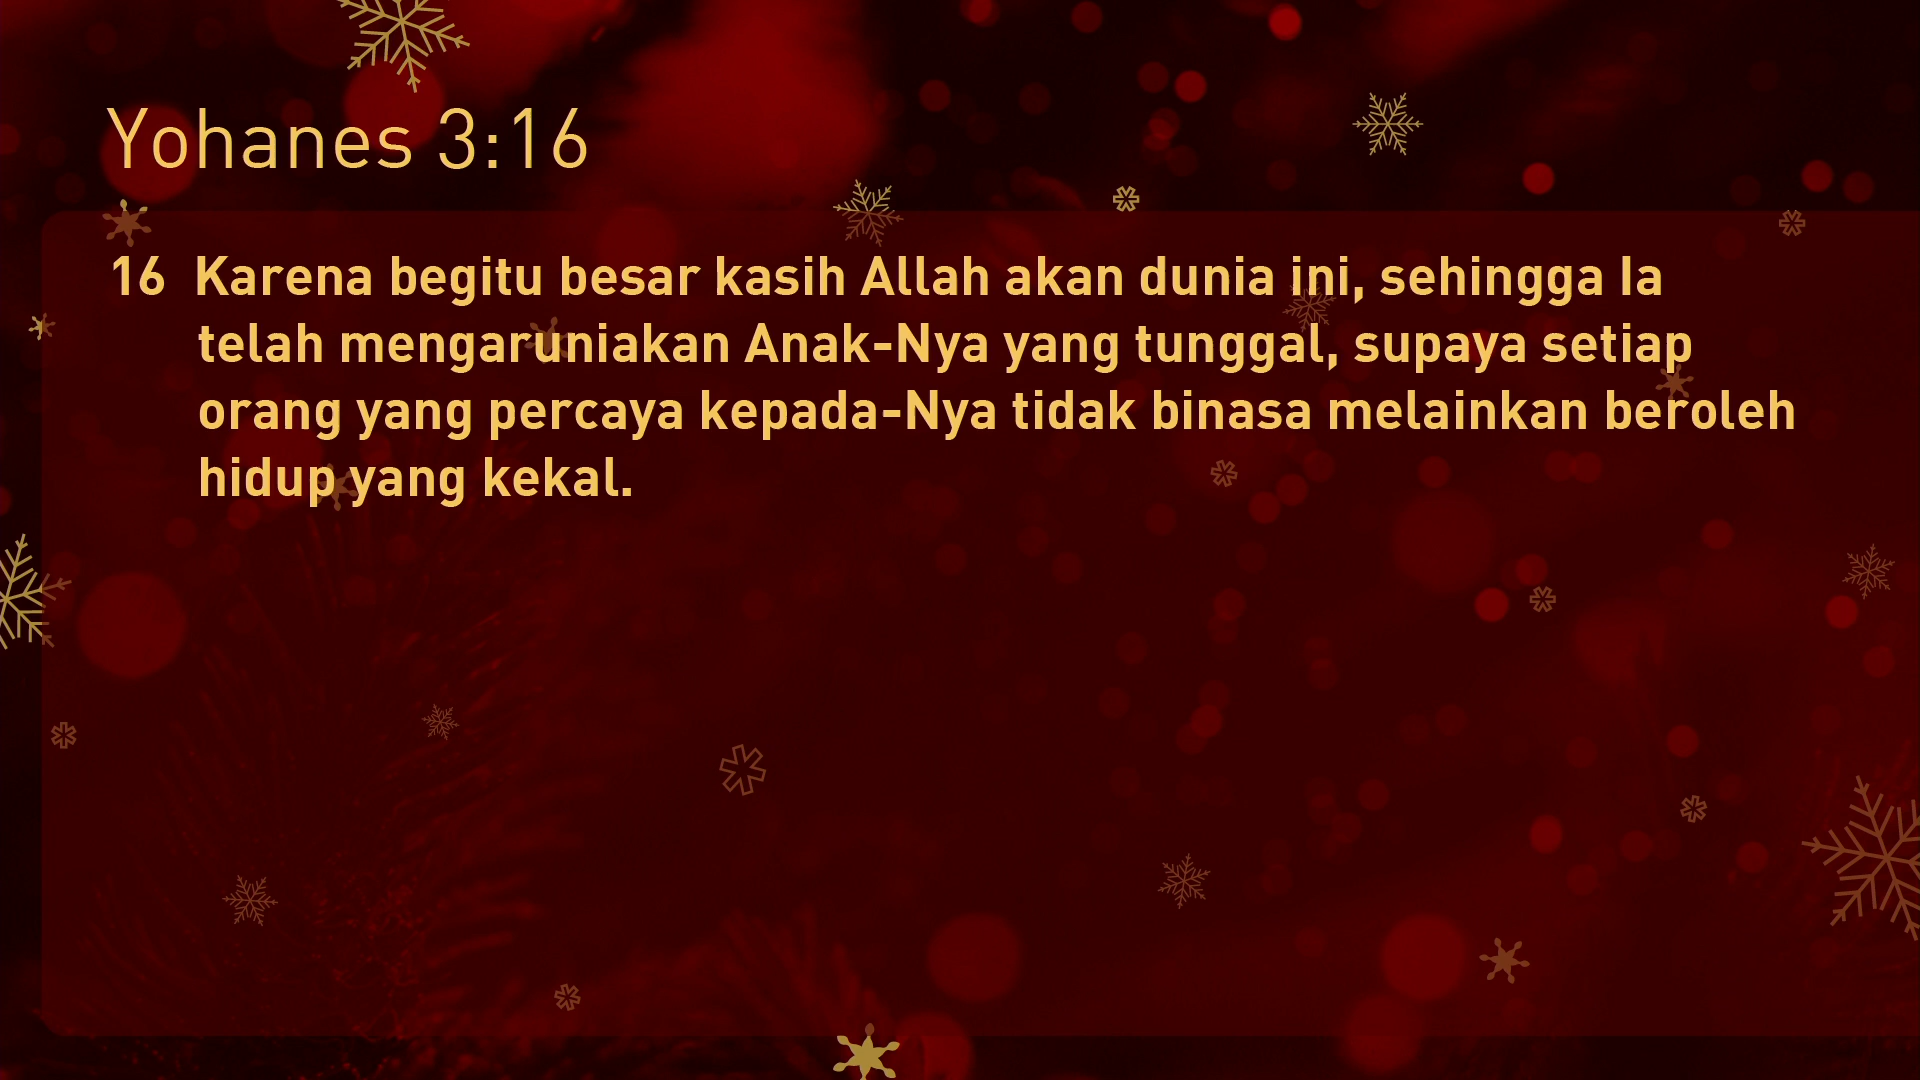 Yohanes 3:16
16 Karena begitu besar kasih Allah akan dunia ini, sehingga Ia
telah mengaruniakan Anak-Nya yang tunggal, supaya setiap
orang yang percaya kepada-Nya tidak binasa melainkan beroleh
hidup yang kekal.